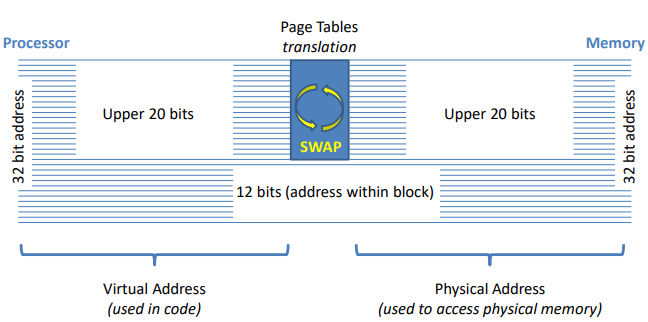 Page Tables
translation
Processor
Memory
32 bit address
Upper 20 bits
SWAP
Upper 20 bits
32 bit address
12 bits (address within block)
Virtual Address
(used in code)
Physical Address
(used to access physical memory)